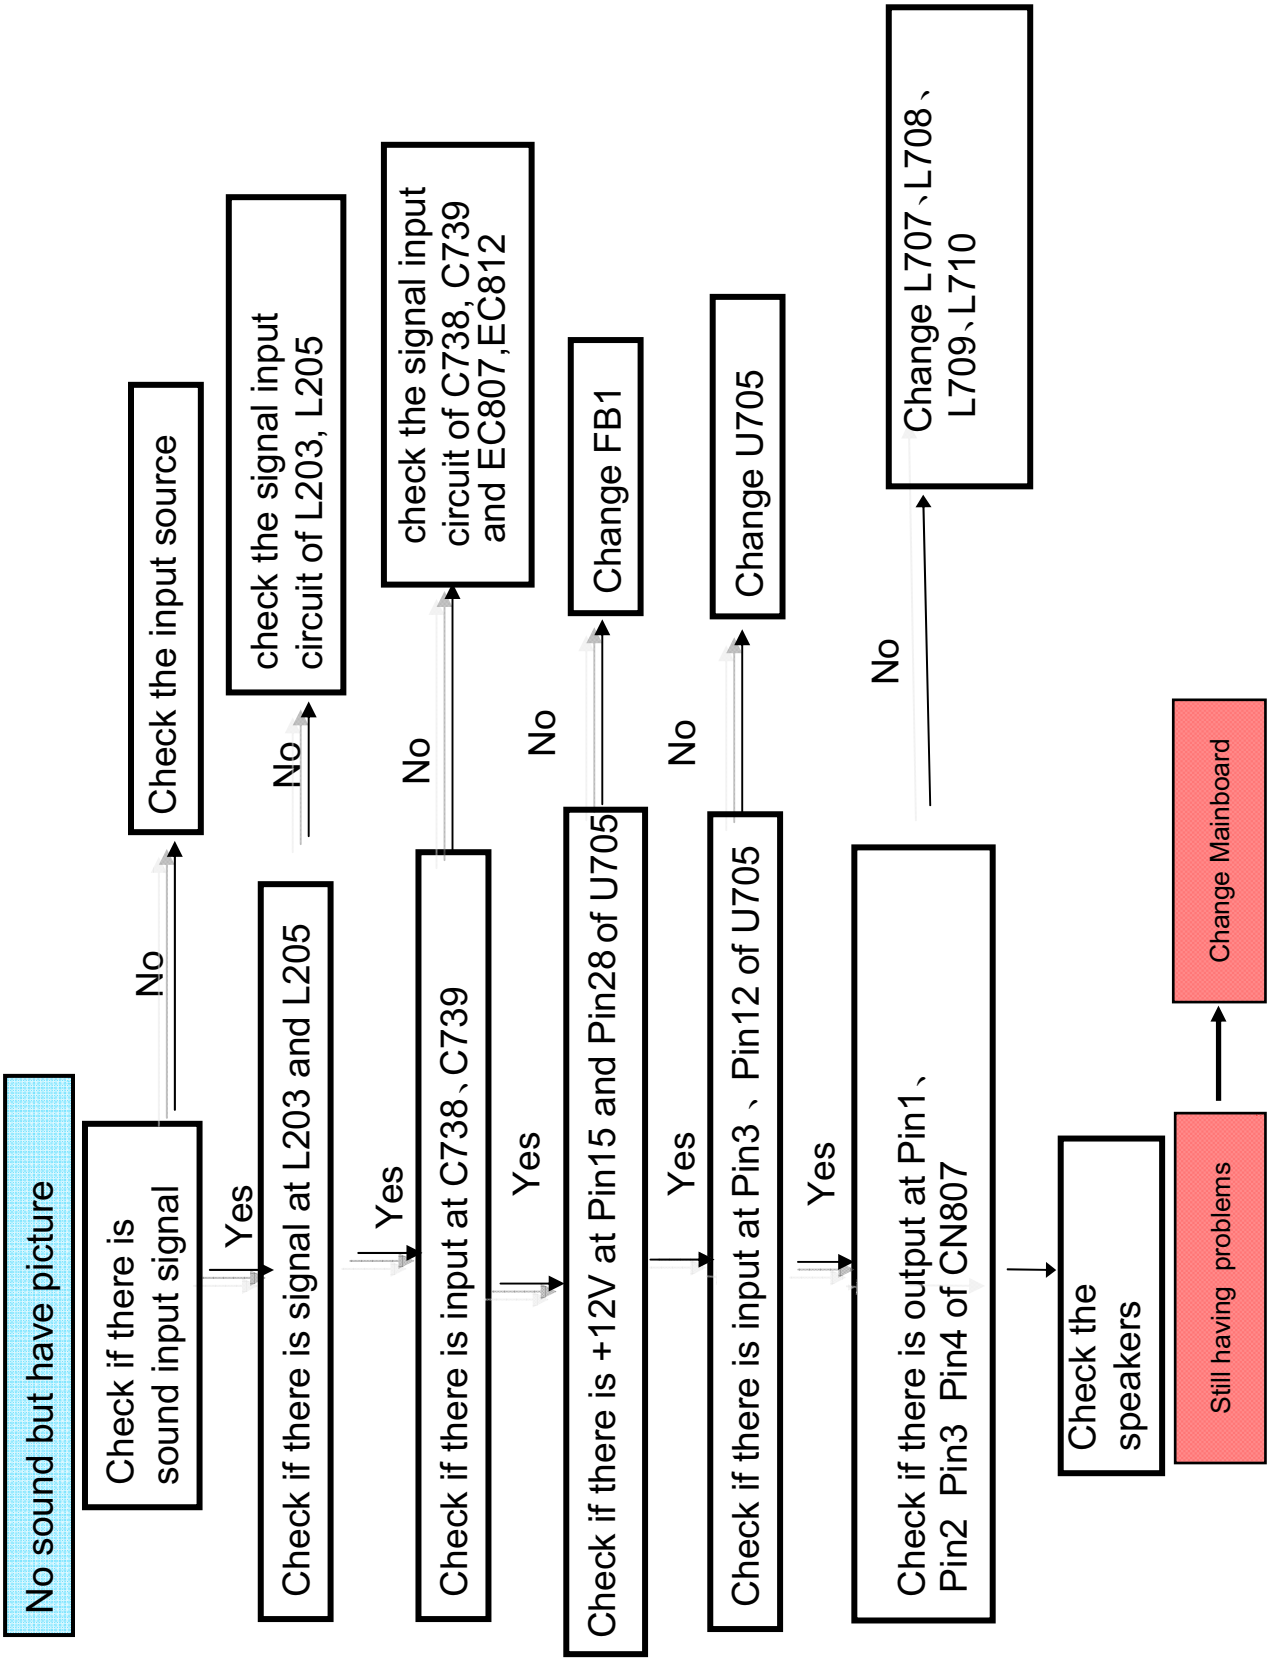 No sound but have picture
Check if there is
sound input signal
No
Check the input source
Yes
Check if there is signal at L203 and L205
No
check the signal input
circuit of L203, L205
Yes
Check if there is input at C738、C739
No
check the signal input
circuit of C738, C739
and EC807,EC812
Yes
Check if there is +12V at Pin15 and Pin28 of U705
No
Change FB1
Yes
Check if there is input at Pin3 、Pin12 of U705
No
Change U705
Yes
Check if there is output at Pin1、
Pin2 Pin3 Pin4 of CN807
No
Change L707、L708、
L709、L710
Check the
speakers
Still having problems
Change Mainboard